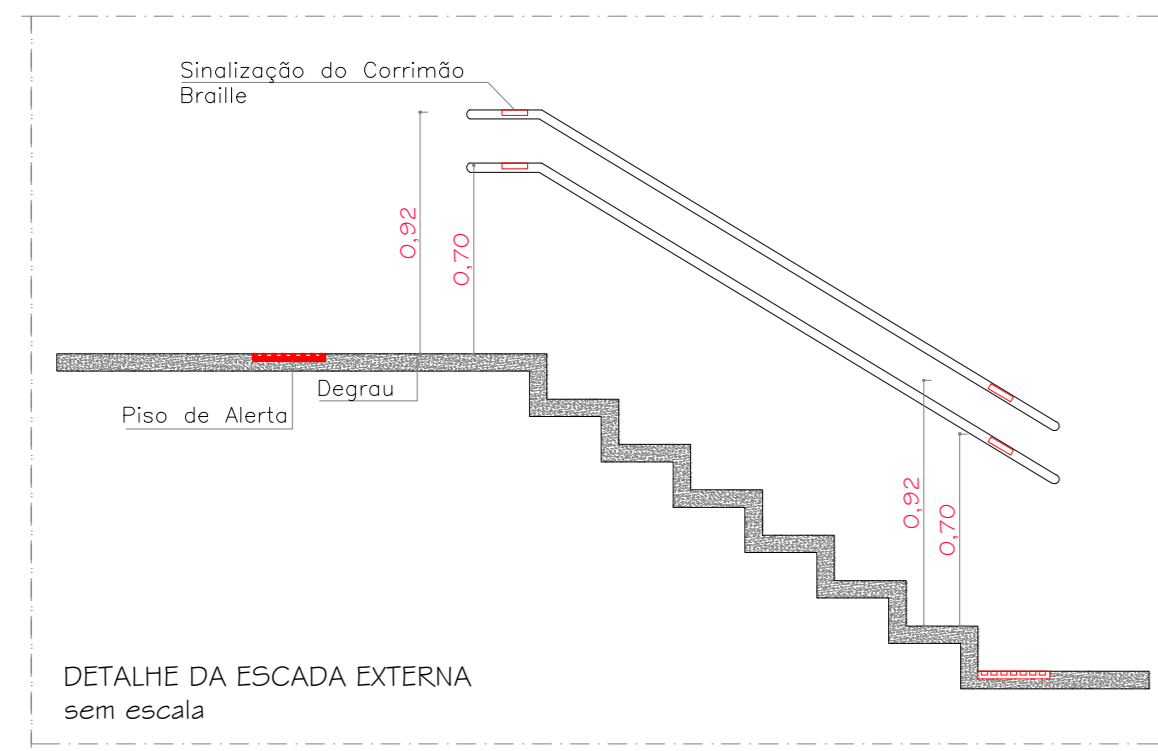 Sinalização do Corrimão
Braille
0,92
0,70
Degrau
Piso de Alerta
0,92
0,70
DETALHE DA ESCADA EXTERNA
sem escala